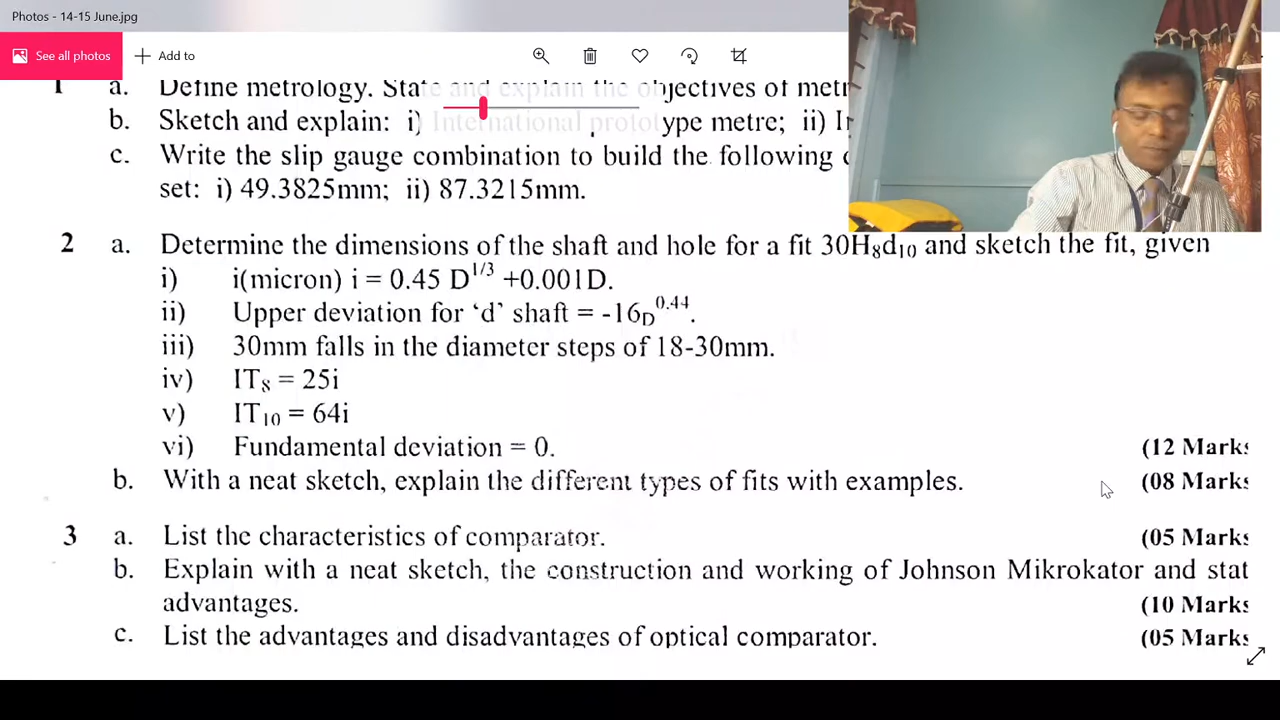 Photos - 14-15 June.jpg
See all photos
Add to
1 a. Define metrology. State and explain the objectives of metr
b. Sketch and explain: i) International prototype metre; ii)
c. Write the slip gauge combination to build the following
set: i) 49.3825mm; ii) 87.3215mm.
2 a. Determine the dimensions of the shaft and hole for a fit 30H₈d₁₀ and sketch the fit, given
i) i(micron) i = 0.45 D^1/3 +0.001D.
ii) Upper deviation for ‘d’ shaft = -16D^0.44.
iii) 30mm falls in the diameter steps of 18-30mm.
iv) IT₈ = 25i
v) IT₁₀ = 64i
vi) Fundamental deviation = 0. (12 Marks
b. With a neat sketch, explain the different types of fits with examples. (08 Marks
3 a. List the characteristics of comparator. (05 Marks
b. Explain with a neat sketch, the construction and working of Johnson Mikrokator and stat
advantages. (10 Marks
c. List the advantages and disadvantages of optical comparator. (05 Marks